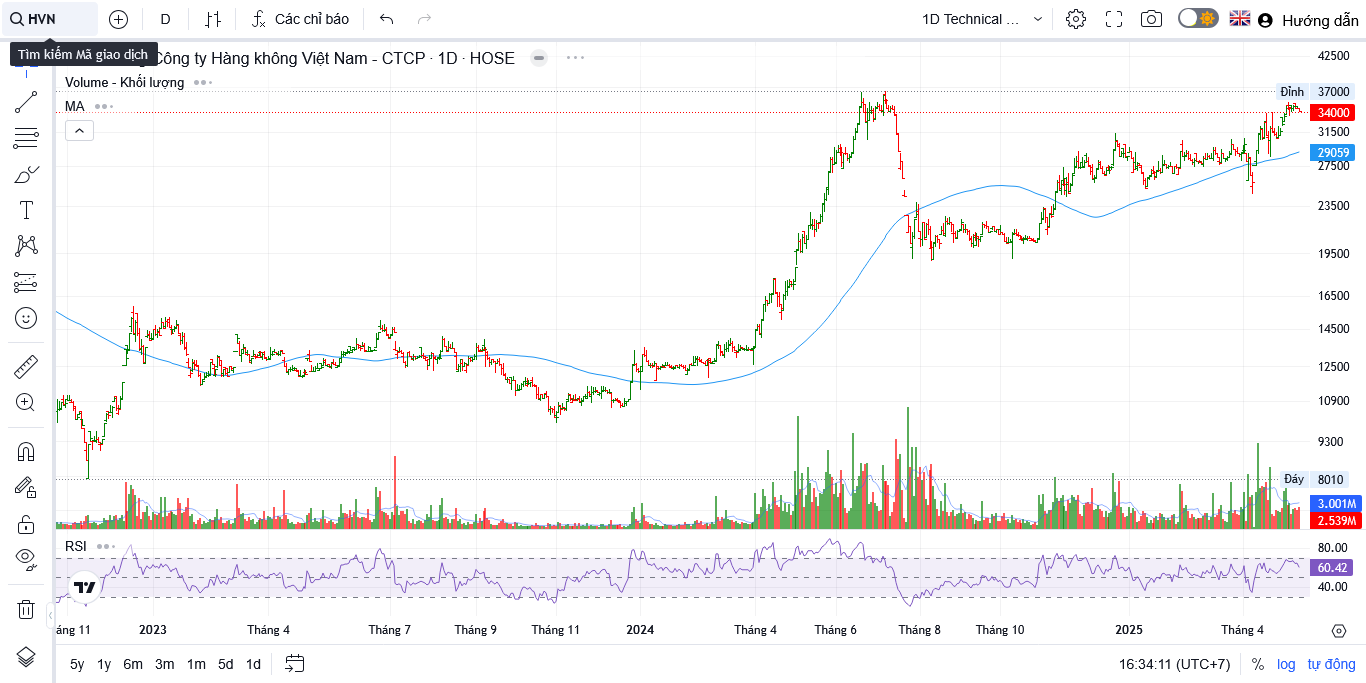 HVN
D
Các chỉ báo
1D Technical ...
Hướng dẫn
Tìm kiếm Mã giao dịch
Công ty Hàng không Việt Nam - CTCP · 1D · HOSE
Volume - Khối lượng
MA
42500
Đỉnh 37000
34000
31500
29059
27500
23500
19500
16500
14500
12500
10900
9300
Đáy 8010
3.001M
2.539M
RSI
80.00
60.42
40.00
áng 11 2023 Tháng 4 Tháng 7 Tháng 9 Tháng 11 2024 Tháng 4 Tháng 6 Tháng 8 Tháng 10 2025 Tháng 4
5y 1y 6m 3m 1m 5d 1d
16:34:11 (UTC+7) % log tự động